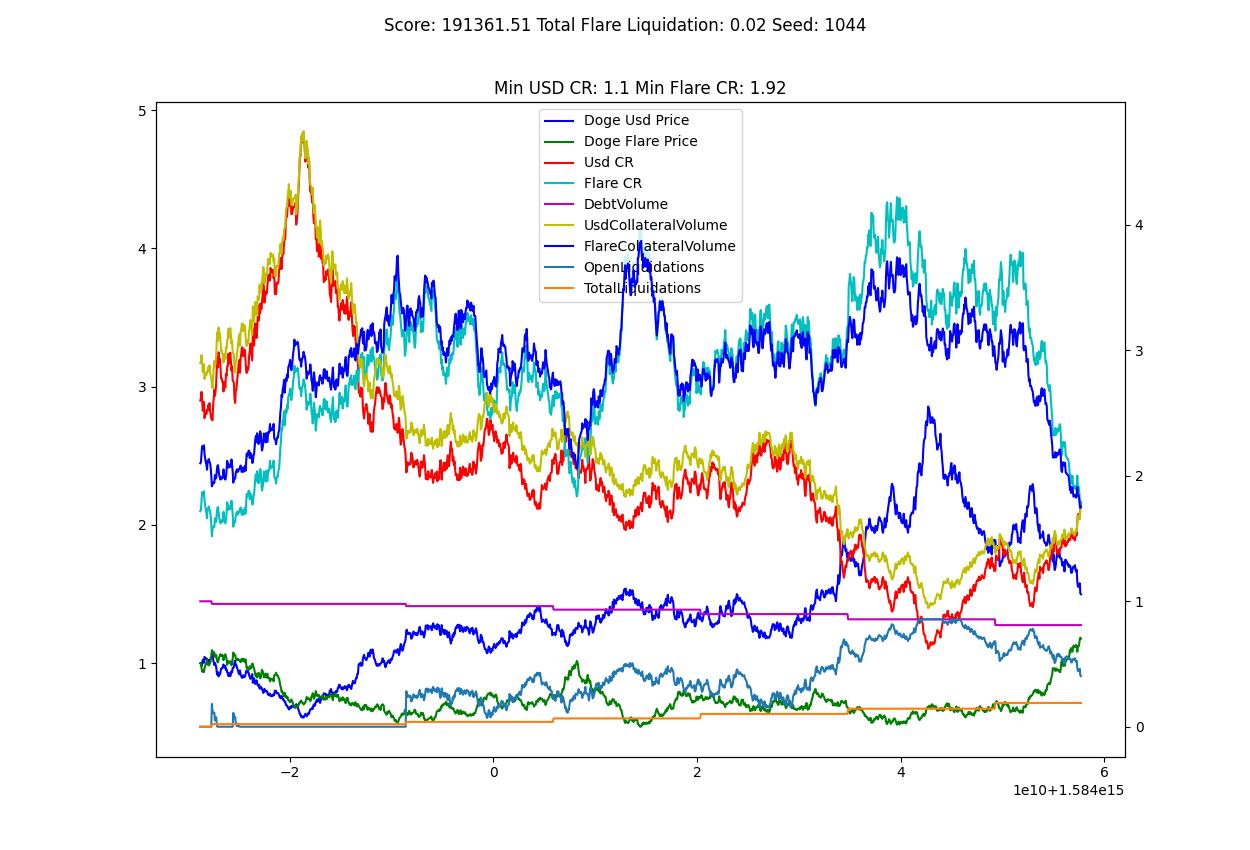 Score: 191361.51 Total Flare Liquidation: 0.02 Seed: 1044
Min USD CR: 1.1 Min Flare CR: 1.92
Doge Usd Price
Doge Flare Price
Usd CR
Flare CR
DebtVolume
UsdCollateralVolume
FlareCollateralVolume
OpenLiquidations
TotalLiquidations
5
4
3
2
1
4
3
2
1
0
−2
0
2
4
6
1e10+1.584e15